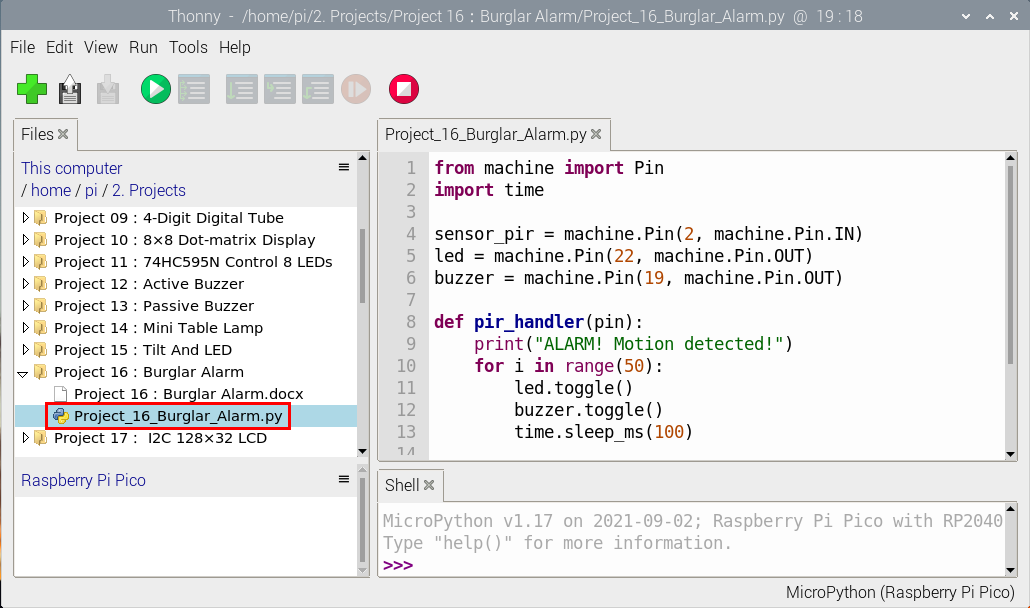 Thonny - /home/pi/2. Projects/Project 16 : Burglar Alarm/Project_16_Burglar_Alarm.py @ 19 : 18
File Edit View Run Tools Help
Files
This computer
/ home / pi / 2. Projects
Project 09 : 4-Digit Digital Tube
Project 10 : 8×8 Dot-matrix Display
Project 11 : 74HC595N Control 8 LEDs
Project 12 : Active Buzzer
Project 13 : Passive Buzzer
Project 14 : Mini Table Lamp
Project 15 : Tilt And LED
Project 16 : Burglar Alarm
Project 16 : Burglar Alarm.docx
Project_16_Burglar_Alarm.py
Project 17 : I2C 128×32 LCD
Raspberry Pi Pico
Project_16_Burglar_Alarm.py
1 from machine import Pin
2 import time
3
4 sensor_pir = machine.Pin(2, machine.Pin.IN)
5 led = machine.Pin(22, machine.Pin.OUT)
6 buzzer = machine.Pin(19, machine.Pin.OUT)
7
8 def pir_handler(pin):
9     print("ALARM! Motion detected!")
10     for i in range(50):
11         led.toggle()
12         buzzer.toggle()
13         time.sleep_ms(100)
14
Shell
MicroPython v1.17 on 2021-09-02; Raspberry Pi Pico with RP2040
Type "help()" for more information.
>>>
MicroPython (Raspberry Pi Pico)